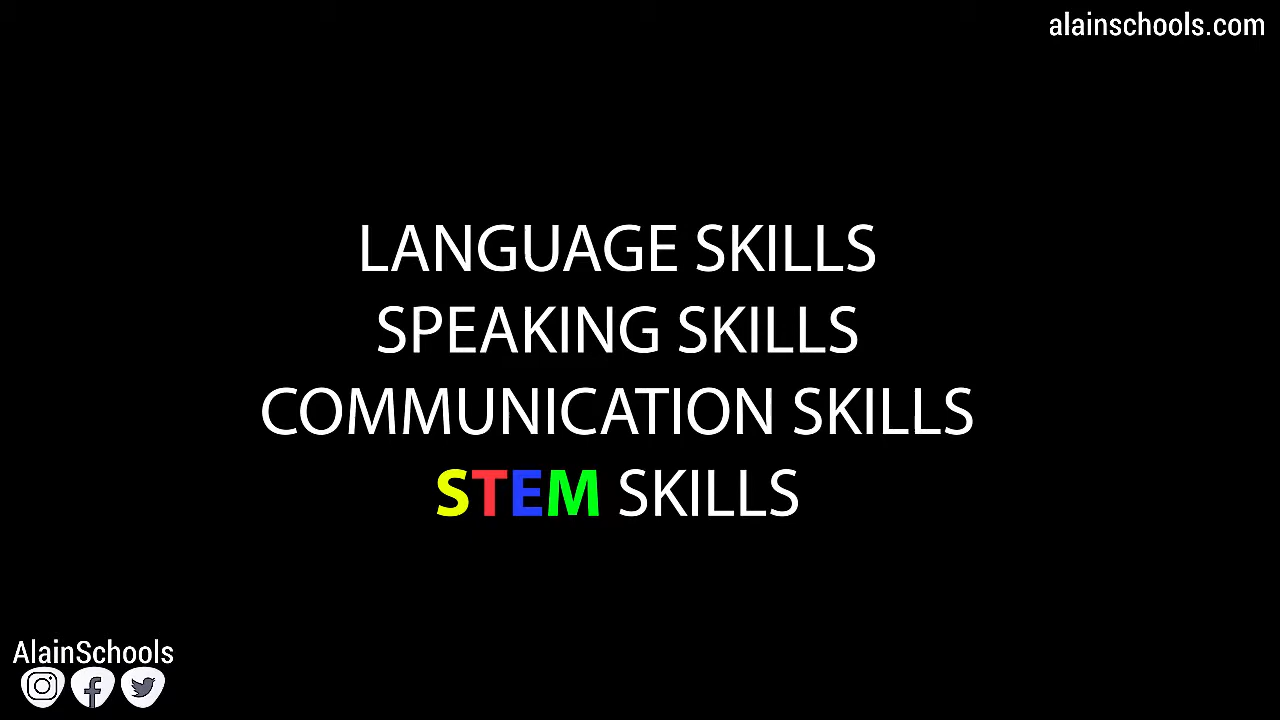 alainschools.com
LANGUAGE SKILLS
SPEAKING SKILLS
COMMUNICATION SKILLS
STEM SKILLS
AlainSchools